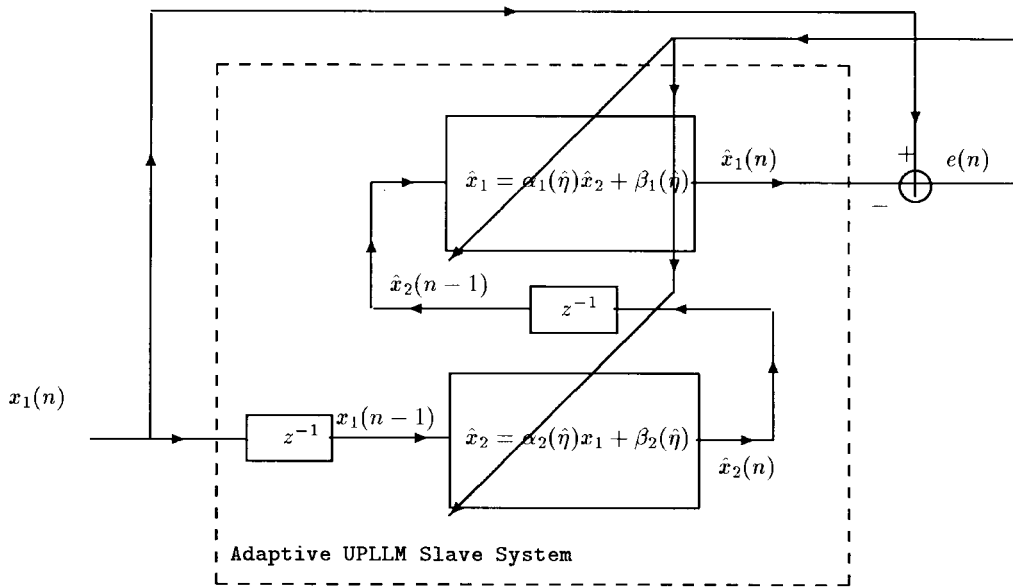 +
e(n)
x̂₁(n)
x̂₁ = α₁(η̂)x̂₂ + β₁(η̂)
−
x̂₂(n − 1)
z⁻¹
x₁(n)
x₁(n − 1)
z⁻¹
x̂₂ = α₂(η̂)x₁ + β₂(η̂)
x̂₂(n)
Adaptive UPLLM Slave System